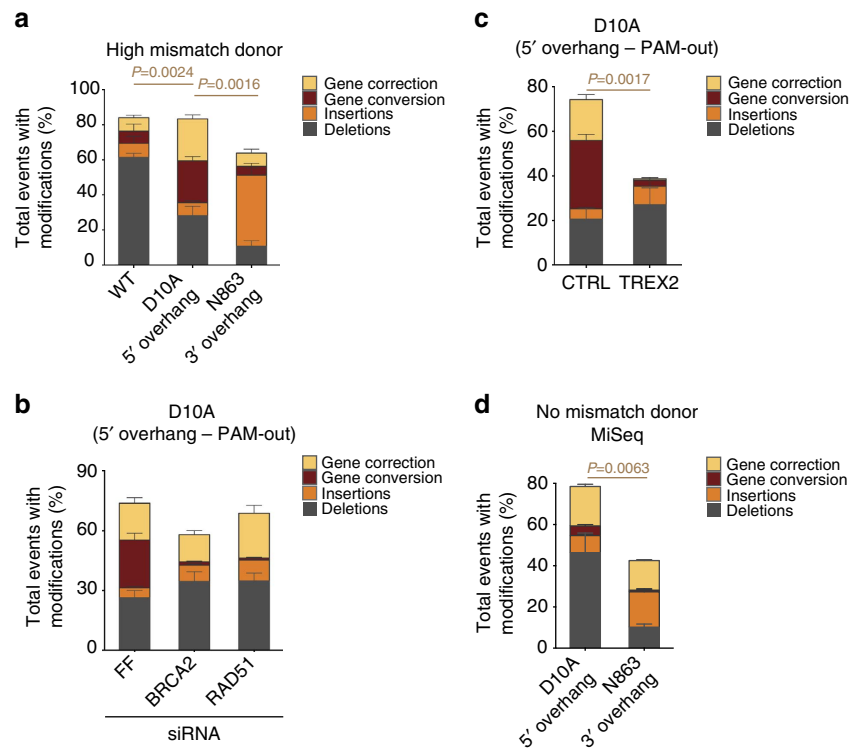 a
High mismatch donor
P=0.0024
P=0.0016
Gene correction
Gene conversion
Insertions
Deletions
Total events with
modifications (%)
100
80
60
40
20
0
WT
D10A
5′ overhang
N863
3′ overhang
c
D10A
(5′ overhang – PAM-out)
P=0.0017
Gene correction
Gene conversion
Insertions
Deletions
Total events with
modifications (%)
80
60
40
20
0
CTRL
TREX2
b
D10A
(5′ overhang – PAM-out)
Gene correction
Gene conversion
Insertions
Deletions
Total events with
modifications (%)
90
60
30
0
FF
BRCA2
RAD51
siRNA
d
No mismatch donor
MiSeq
P=0.0063
Gene correction
Gene conversion
Insertions
Deletions
Total events with
modifications (%)
80
60
40
20
0
D10A
5′ overhang
N863
3′ overhang